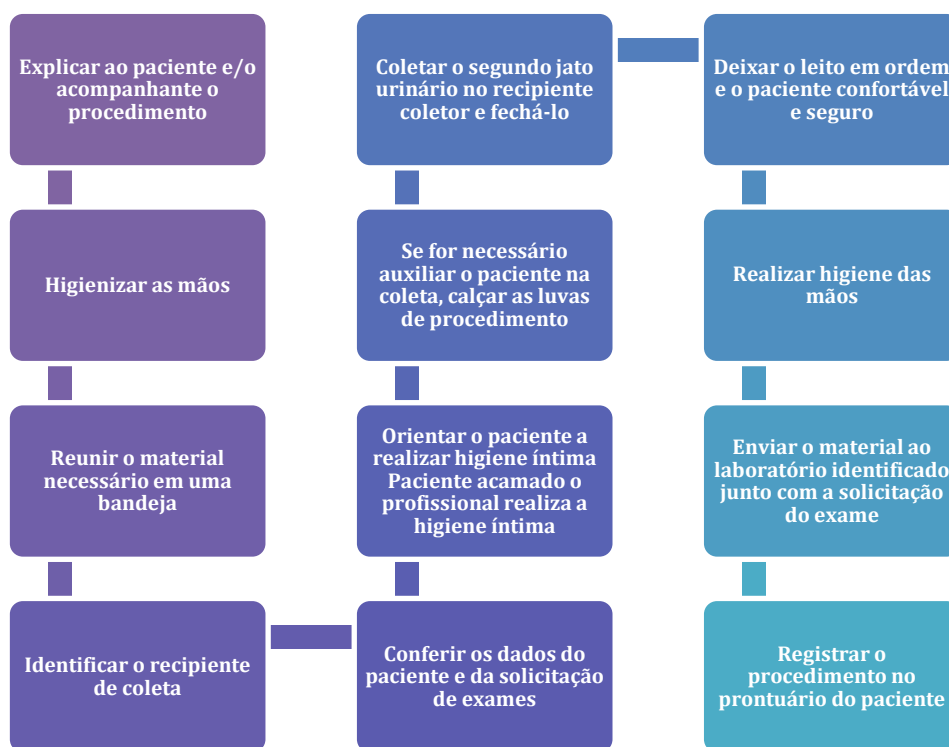 Explicar ao paciente e/o
acompanhante o
procedimento
Higienizar as mãos
Reunir o material
necessário em uma
bandeja
Identificar o recipiente
de coleta
Conferir os dados do
paciente e da solicitação
de exames
Orientar o paciente a
realizar higiene íntima
Paciente acamado o
profissional realiza a
higiene íntima
Se for necessário
auxiliar o paciente na
coleta, calçar as luvas
de procedimento
Coletar o segundo jato
urinário no recipiente
coletor e fechá-lo
Deixar o leito em ordem
e o paciente confortável
e seguro
Realizar higiene das
mãos
Enviar o material ao
laboratório identificado
junto com a solicitação
do exame
Registrar o
procedimento no
prontuário do paciente